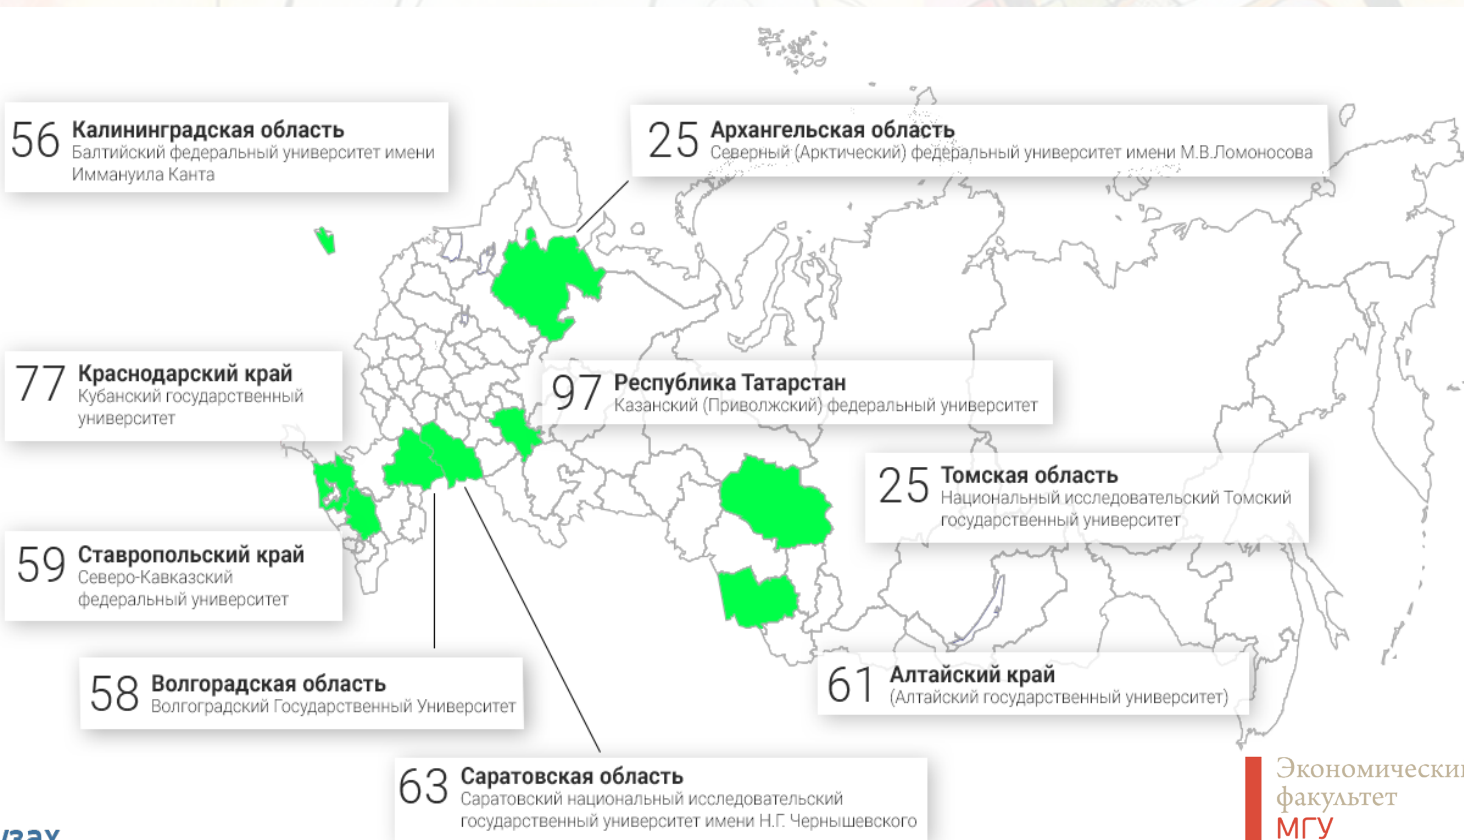 56 Калининградская область
Балтийский федеральный университет имени
Иммануила Канта
25 Архангельская область
Северный (Арктический) федеральный университет имени М.В.Ломоносова
77 Краснодарский край
Кубанский государственный
университет
97 Республика Татарстан
Казанский (Приволжский) федеральный университет
25 Томская область
Национальный исследовательский Томский
государственный университет
59 Ставропольский край
Северо-Кавказский
федеральный университет
58 Волгорадская область
Волгоградский Государственный Университет
61 Алтайский край
(Алтайский государственный университет)
63 Саратовская область
Саратовский национальный исследовательский
государственный университет имени Н.Г. Чернышевского
Экономически
факультет
МГУ